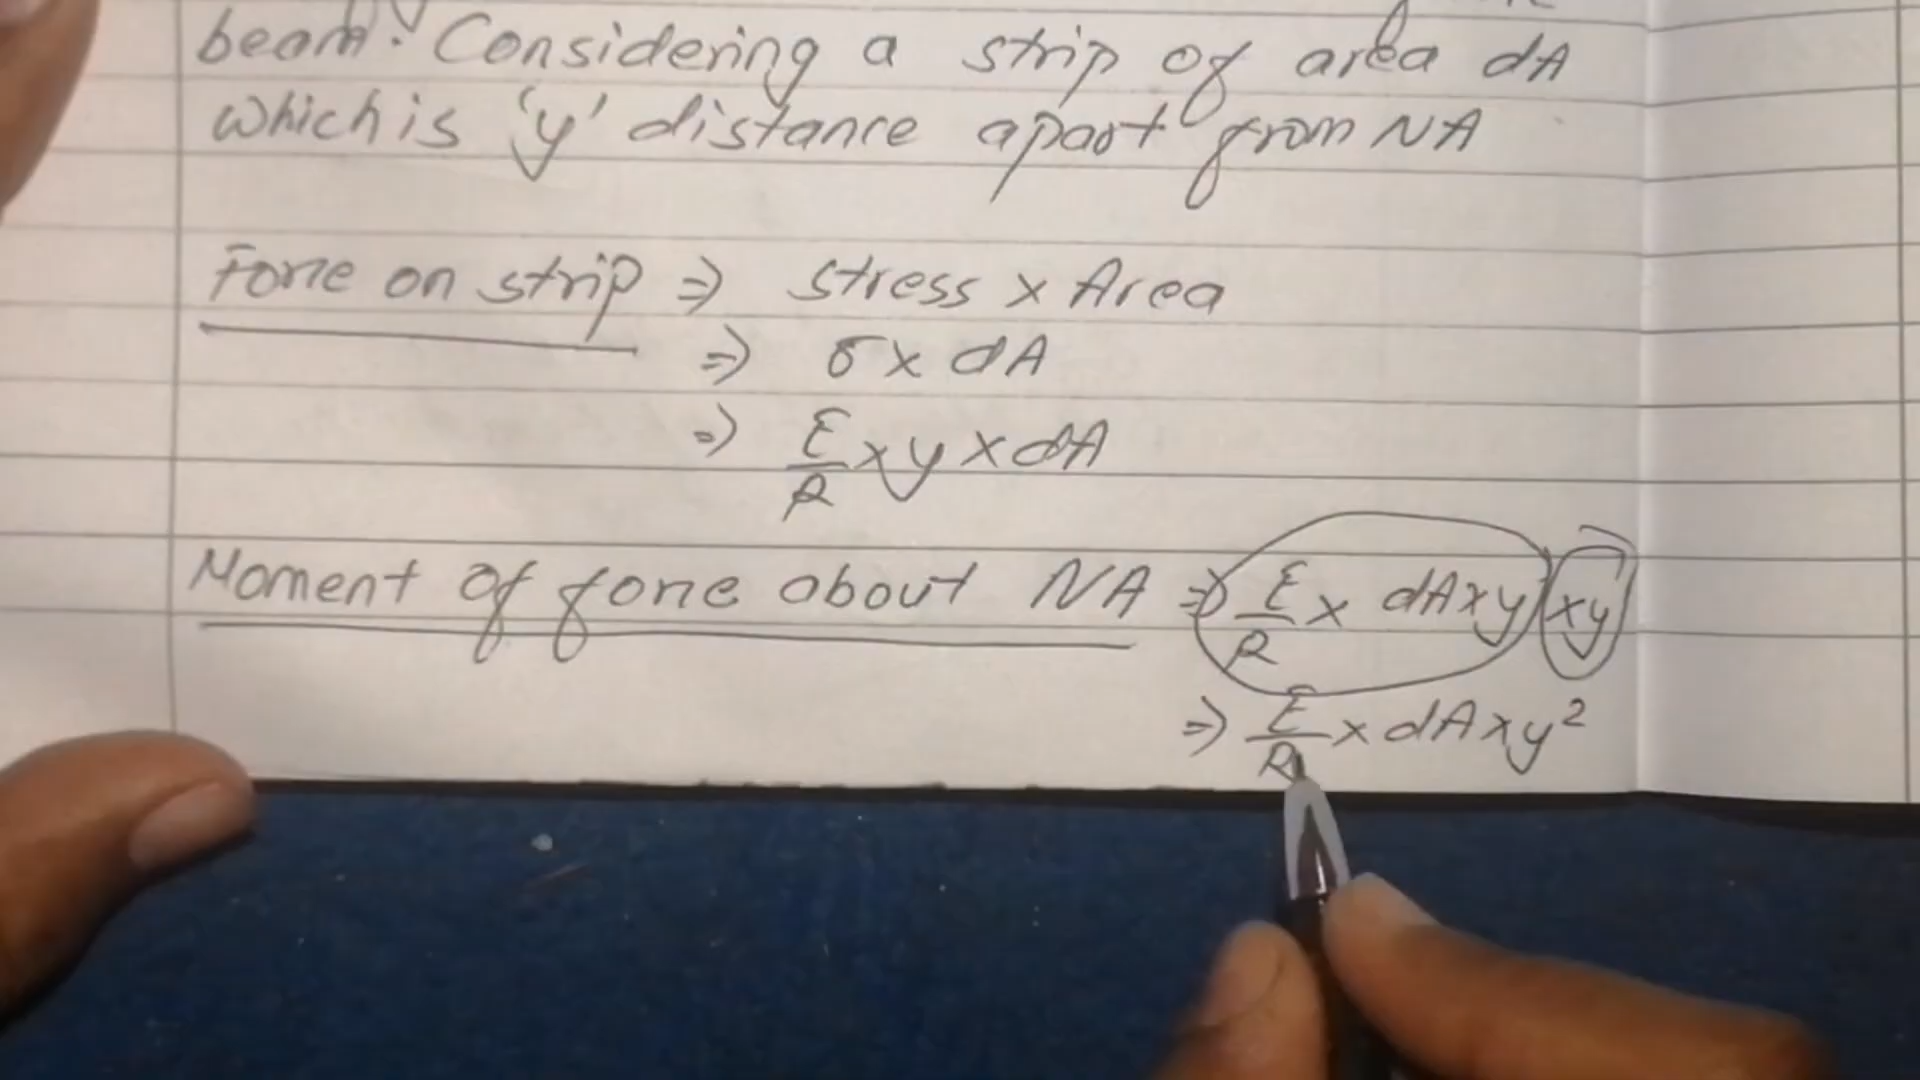 beam. Considering a strip of area dA
which is 'y' distance apart from NA
Force on strip ⇒ stress x Area
⇒ σ x dA
⇒ E/R x y x dA
Moment of force about NA ⇒ E/R x dA x y x y
⇒ E/R x dA x y²